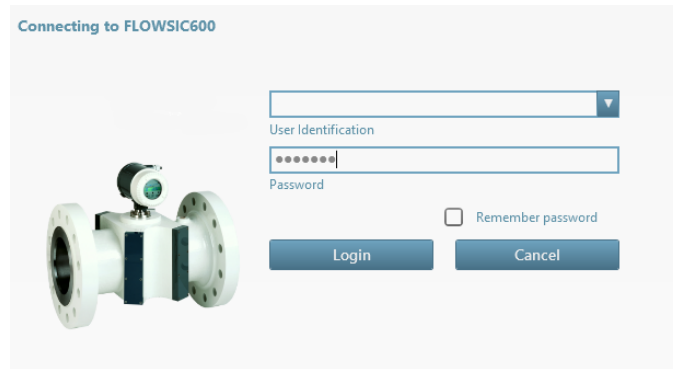 Connecting to FLOWSIC600
User Identification
●●●●●●●
Password
Remember password
Login Cancel